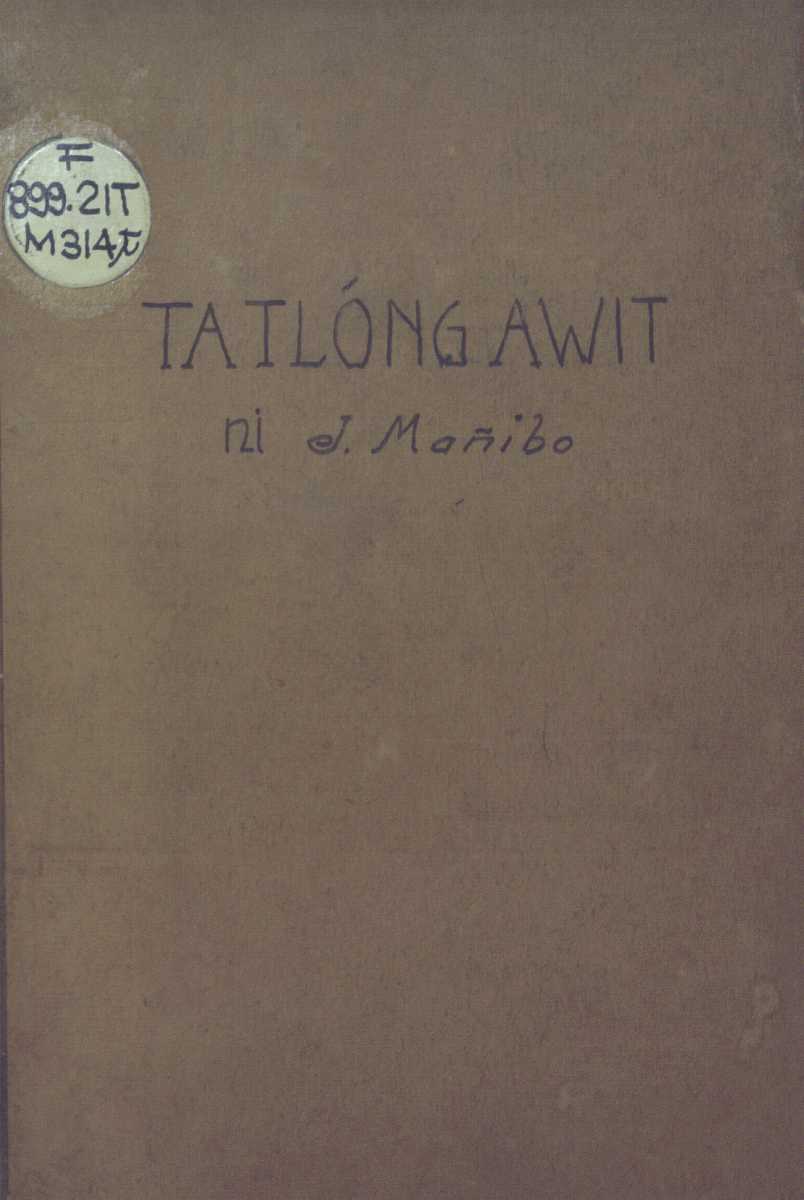 F
899.21T
M314t
TATLÓNG AWIT
ni J. Mañibo